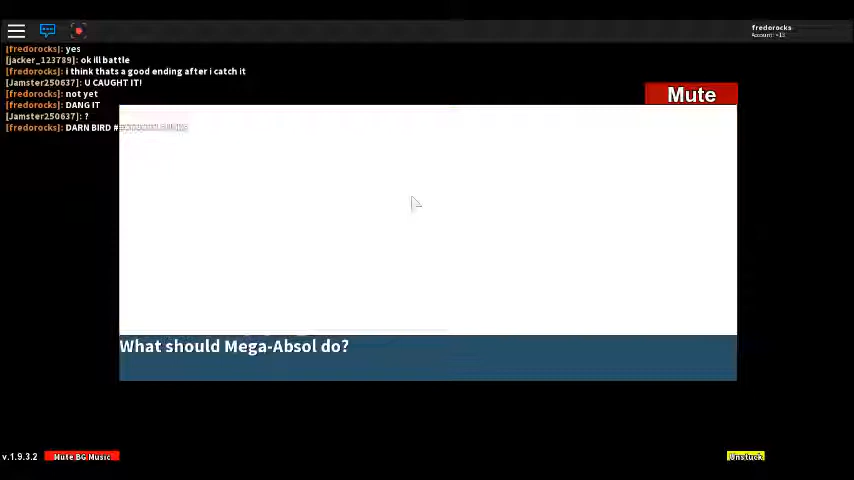 fredorocks
Account: +13
[fredorocks]: yes
[jacker_123789]: ok ill battle
[fredorocks]: i think thats a good ending after i catch it
[Jamster250637]: U CAUGHT IT!
[fredorocks]: not yet
[fredorocks]: DANG IT
[Jamster250637]: ?
[fredorocks]: DARN BIRD
Mute
What should Mega-Absol do?
v.1.9.3.2
Mute BG Music
Unstuck